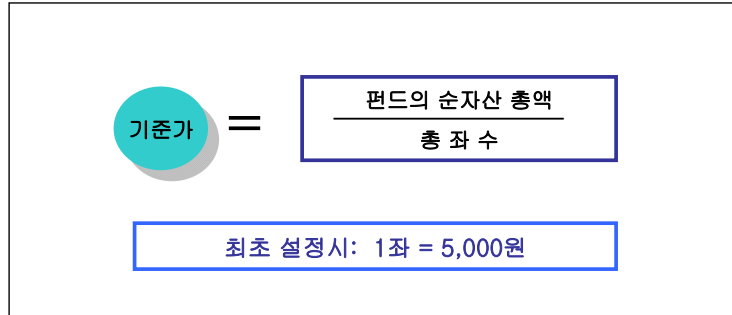 기준가 =
펀드의 순자산 총액
총 좌 수
최초 설정시: 1좌 = 5,000원